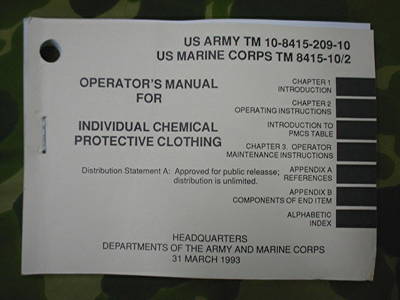 US ARMY TM 10-8415-209-10
US MARINE CORPS TM 8415-10/2
OPERATOR'S MANUAL
FOR
INDIVIDUAL CHEMICAL
PROTECTIVE CLOTHING
Distribution Statement A: Approved for public releasse;
distribution is unlimited.
CHAPTER 1
INTRODUCTION
CHAPTER 2
OPERATING INSTRUCTIONS
INTRODUCTION TO
PMCS TABLE
CHAPTER 3. OPERATOR
MAINTENANCE INSTRUCTIONS
APPENDIX A
REFERENCES
APPENDIX B
COMPONENTS OF END ITEM
ALPHABETIC
INDEX
HEADQUARTERS
DEPARTMENTS OF THE ARMY AND MARINE CORPS
31 MARCH 1993